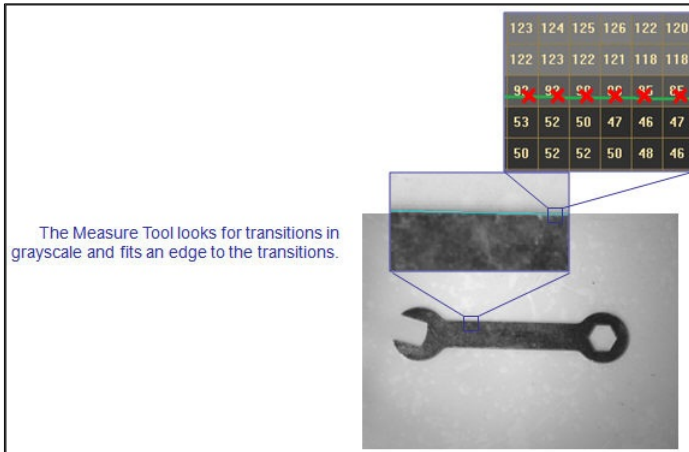 123 124 125 126 122 120
122 123 122 121 118 118
53 52 50 47 46 47
50 52 52 50 48 46
The Measure Tool looks for transitions in
grayscale and fits an edge to the transitions.